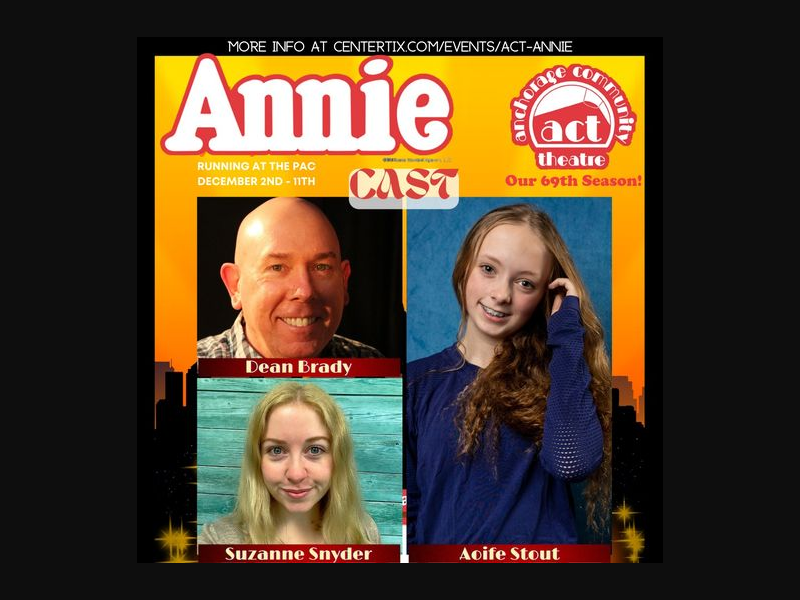 MORE INFO AT CENTERTIX.COM/EVENTS/ACT-ANNIE
Annie
anchorage community
act
theatre
RUNNING AT THE PAC
DECEMBER 2ND - 11TH
CAST
Our 69th Season!
Dean Brady
Suzanne Snyder
Aoife Stout